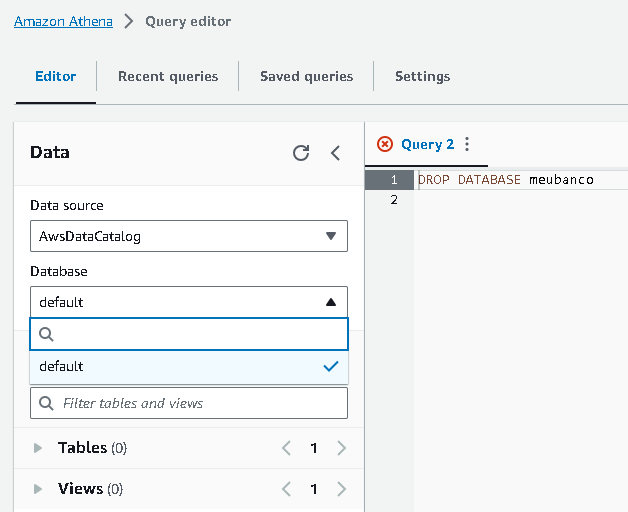 Amazon Athena > Query editor
Editor Recent queries Saved queries Settings
Data
Data source
AwsDataCatalog
Database
default
default
Filter tables and views
Tables (0) < 1 >
Views (0) < 1 >
Query 2
1 DROP DATABASE meubanco
2